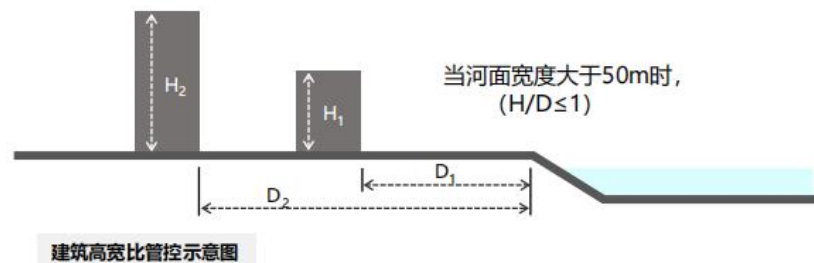 当河面宽度大于50m时，
（H/D≤1）
H₂
H₁
D₁
D₂
建筑高宽比管控示意图